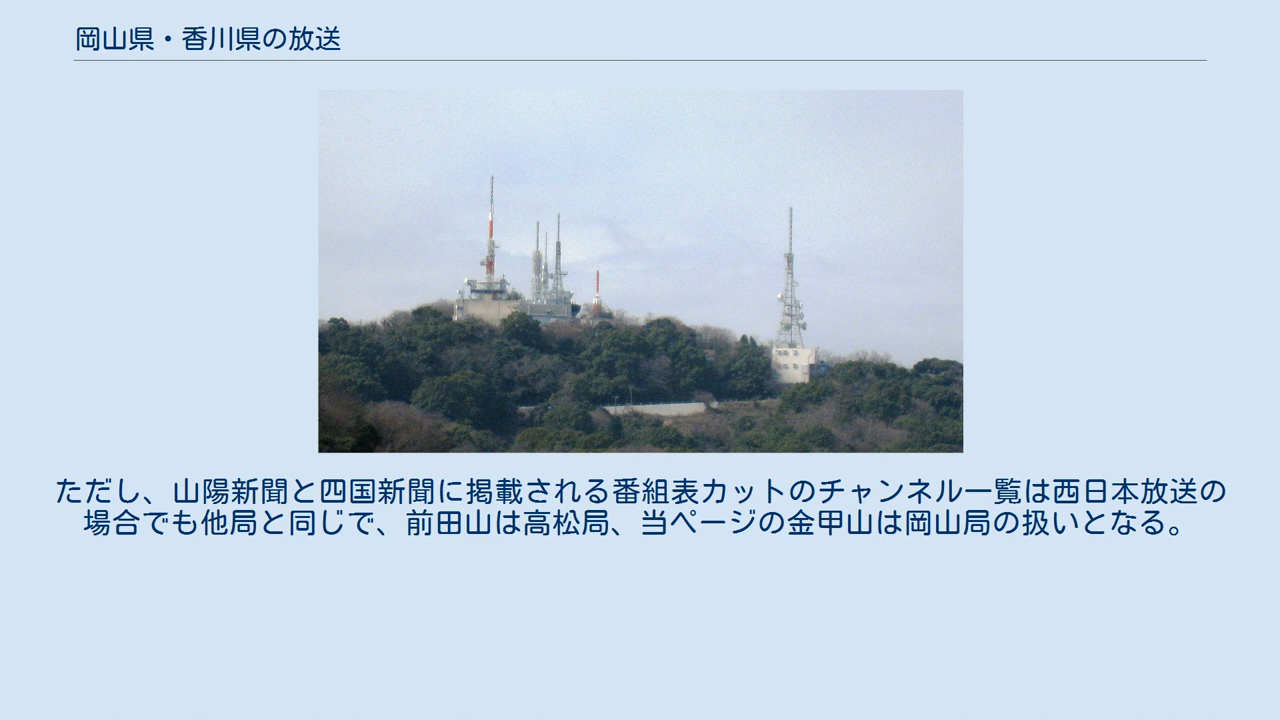 岡山県・香川県の放送
ただし、山陽新聞と四国新聞に掲載される番組表カットのチャンネル一覧は西日本放送の
場合でも他局と同じで、前田山は高松局、当ページの金甲山は岡山局の扱いとなる。